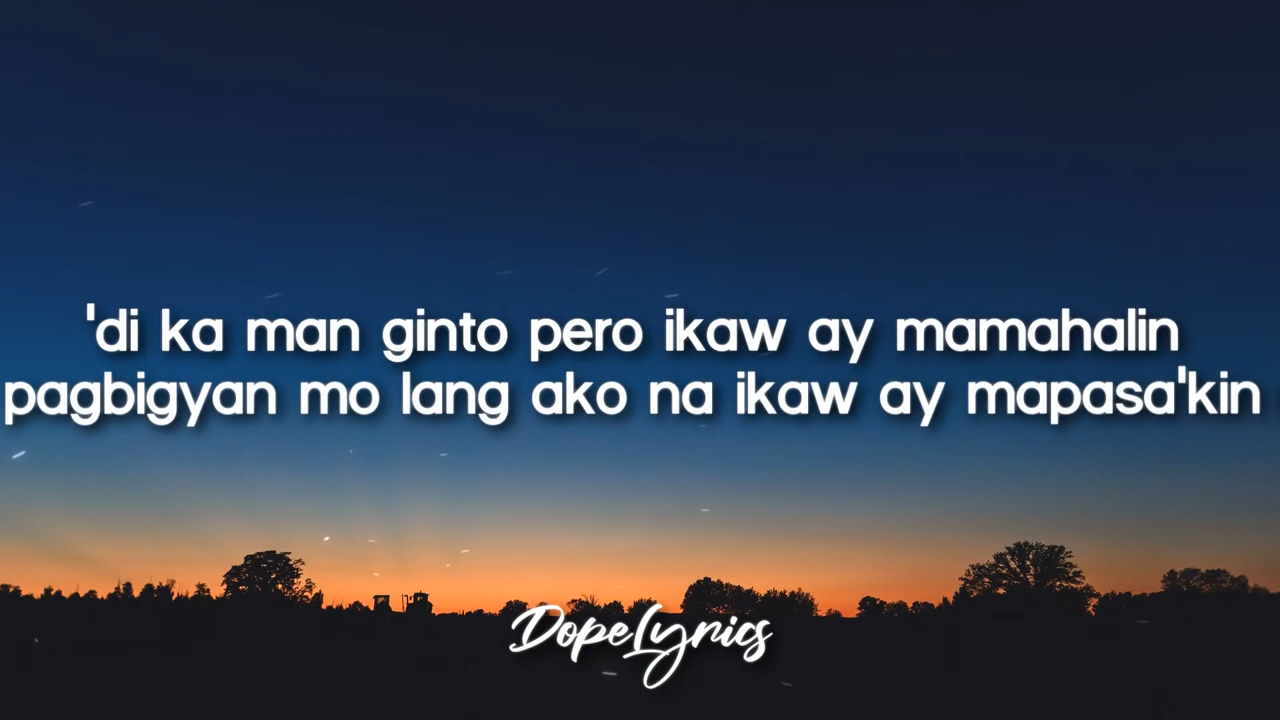 'di ka man ginto pero ikaw ay mamahalin
pagbigyan mo lang ako na ikaw ay mapasa'kin
DopeLyrics